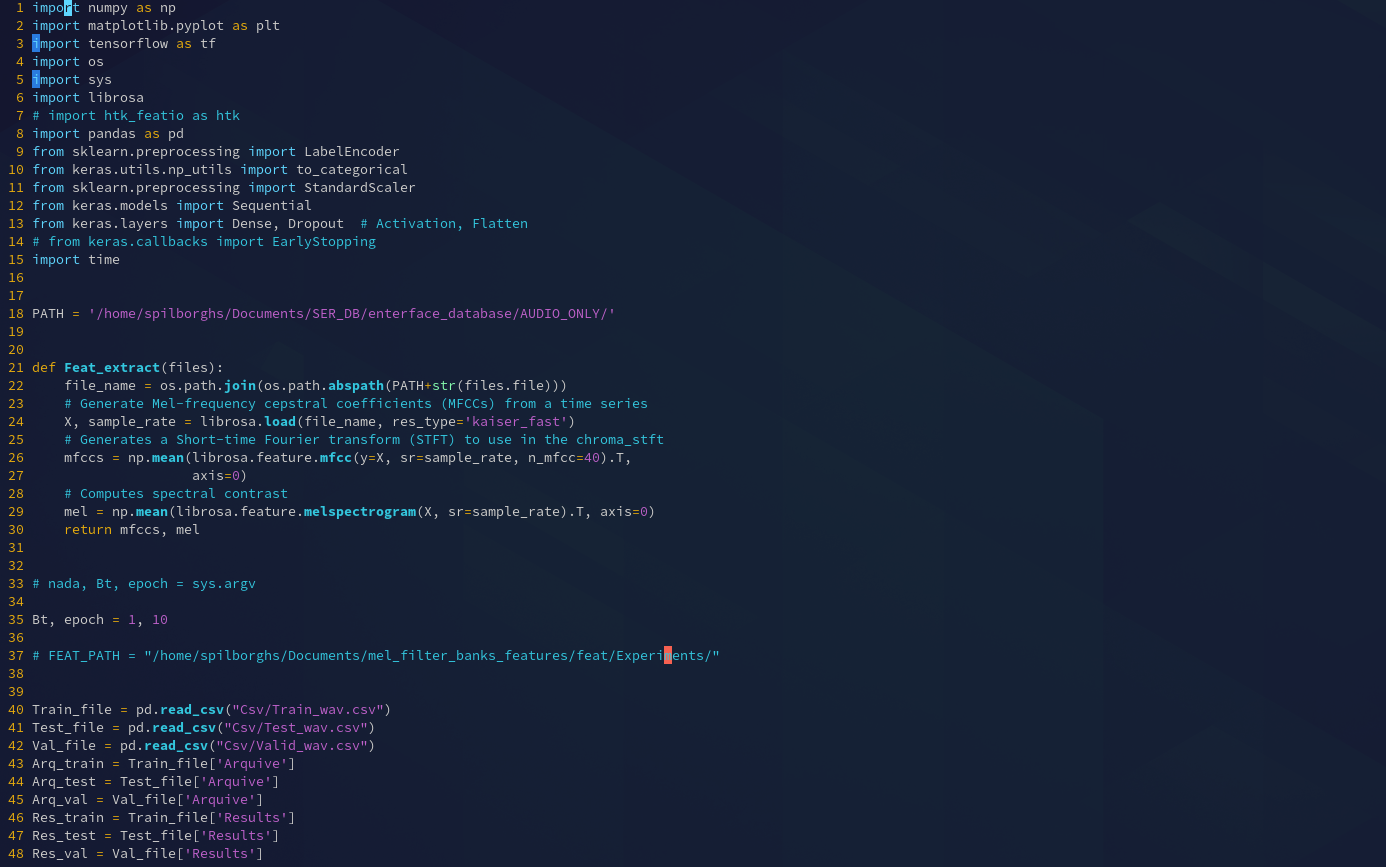 1 import numpy as np
2 import matplotlib.pyplot as plt
3 import tensorflow as tf
4 import os
5 import sys
6 import librosa
7 # import htk_featio as htk
8 import pandas as pd
9 from sklearn.preprocessing import LabelEncoder
10 from keras.utils.np_utils import to_categorical
11 from sklearn.preprocessing import StandardScaler
12 from keras.models import Sequential
13 from keras.layers import Dense, Dropout  # Activation, Flatten
14 # from keras.callbacks import EarlyStopping
15 import time
16
17
18 PATH = '/home/spilborghs/Documents/SER_DB/enterface_database/AUDIO_ONLY/'
19
20
21 def Feat_extract(files):
22     file_name = os.path.join(os.path.abspath(PATH+str(files.file)))
23     # Generate Mel-frequency cepstral coefficients (MFCCs) from a time series
24     X, sample_rate = librosa.load(file_name, res_type='kaiser_fast')
25     # Generates a Short-time Fourier transform (STFT) to use in the chroma_stft
26     mfccs = np.mean(librosa.feature.mfcc(y=X, sr=sample_rate, n_mfcc=40).T,
27                     axis=0)
28     # Computes spectral contrast
29     mel = np.mean(librosa.feature.melspectrogram(X, sr=sample_rate).T, axis=0)
30     return mfccs, mel
31
32
33 # nada, Bt, epoch = sys.argv
34
35 Bt, epoch = 1, 10
36
37 # FEAT_PATH = "/home/spilborghs/Documents/mel_filter_banks_features/feat/Experiments/"
38
39
40 Train_file = pd.read_csv("Csv/Train_wav.csv")
41 Test_file = pd.read_csv("Csv/Test_wav.csv")
42 Val_file = pd.read_csv("Csv/Valid_wav.csv")
43 Arq_train = Train_file['Arquive']
44 Arq_test = Test_file['Arquive']
45 Arq_val = Val_file['Arquive']
46 Res_train = Train_file['Results']
47 Res_test = Test_file['Results']
48 Res_val = Val_file['Results']